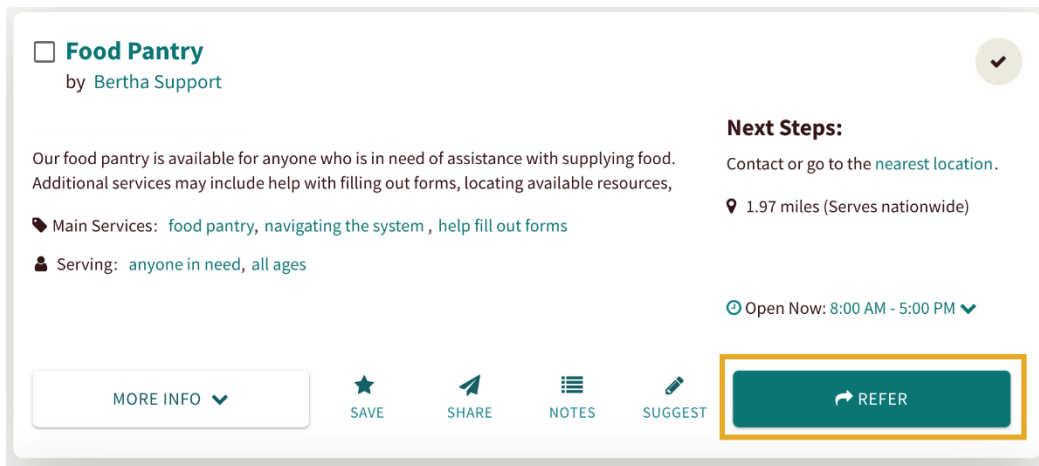 Food Pantry
by Bertha Support
Our food pantry is available for anyone who is in need of assistance with supplying food.
Additional services may include help with filling out forms, locating available resources,
Main Services: food pantry, navigating the system , help fill out forms
Serving: anyone in need, all ages
Next Steps:
Contact or go to the nearest location.
1.97 miles (Serves nationwide)
Open Now: 8:00 AM - 5:00 PM
MORE INFO
SAVE
SHARE
NOTES
SUGGEST
REFER